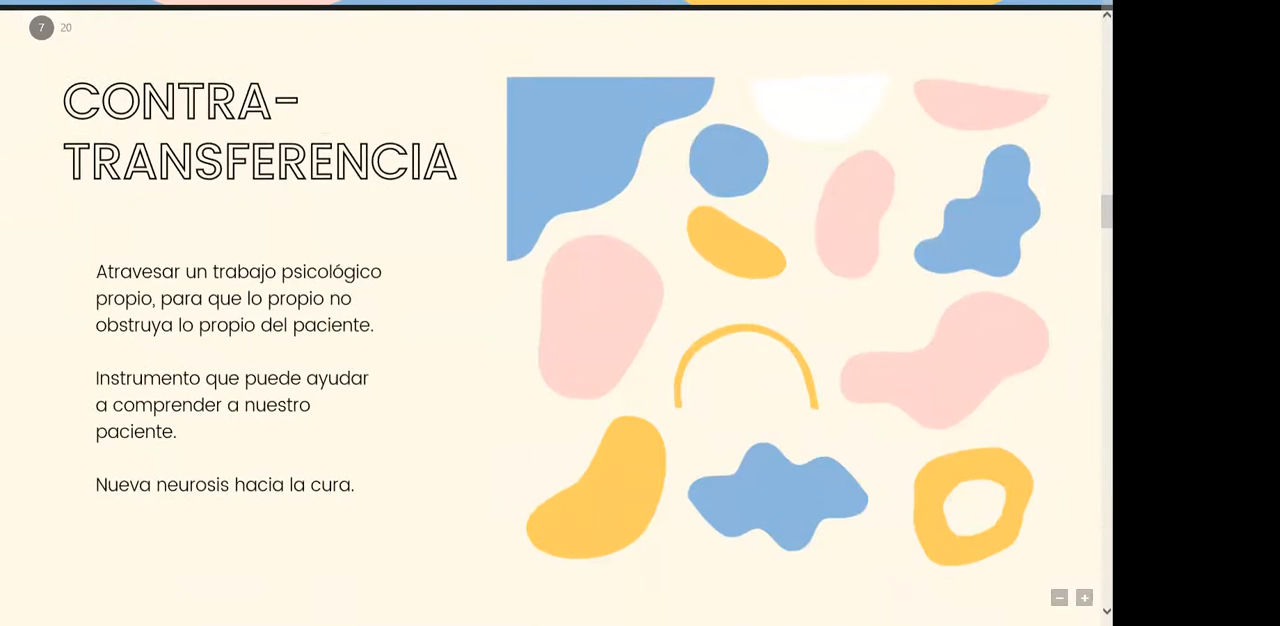 7 20
CONTRA-
TRANSFERENCIA
Atravesar un trabajo psicológico
propio, para que lo propio no
obstruya lo propio del paciente.
Instrumento que puede ayudar
a comprender a nuestro
paciente.
Nueva neurosis hacia la cura.